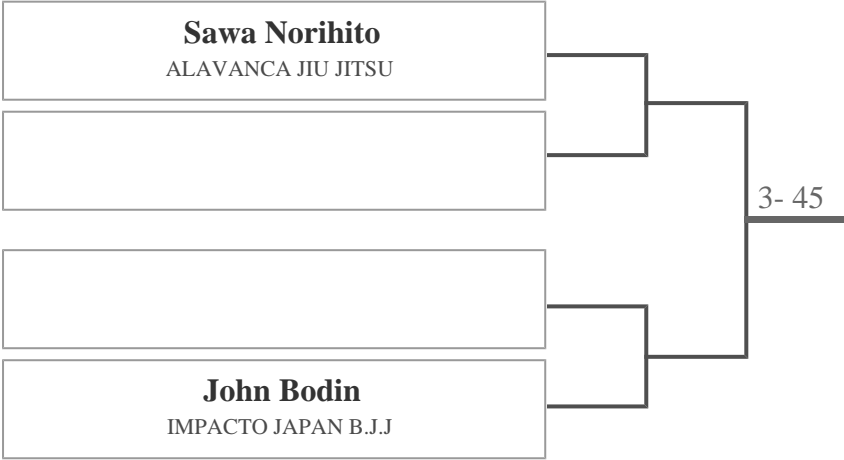 Sawa Norihito
ALAVANCA JIU JITSU
3- 45
John Bodin
IMPACTO JAPAN B.J.J